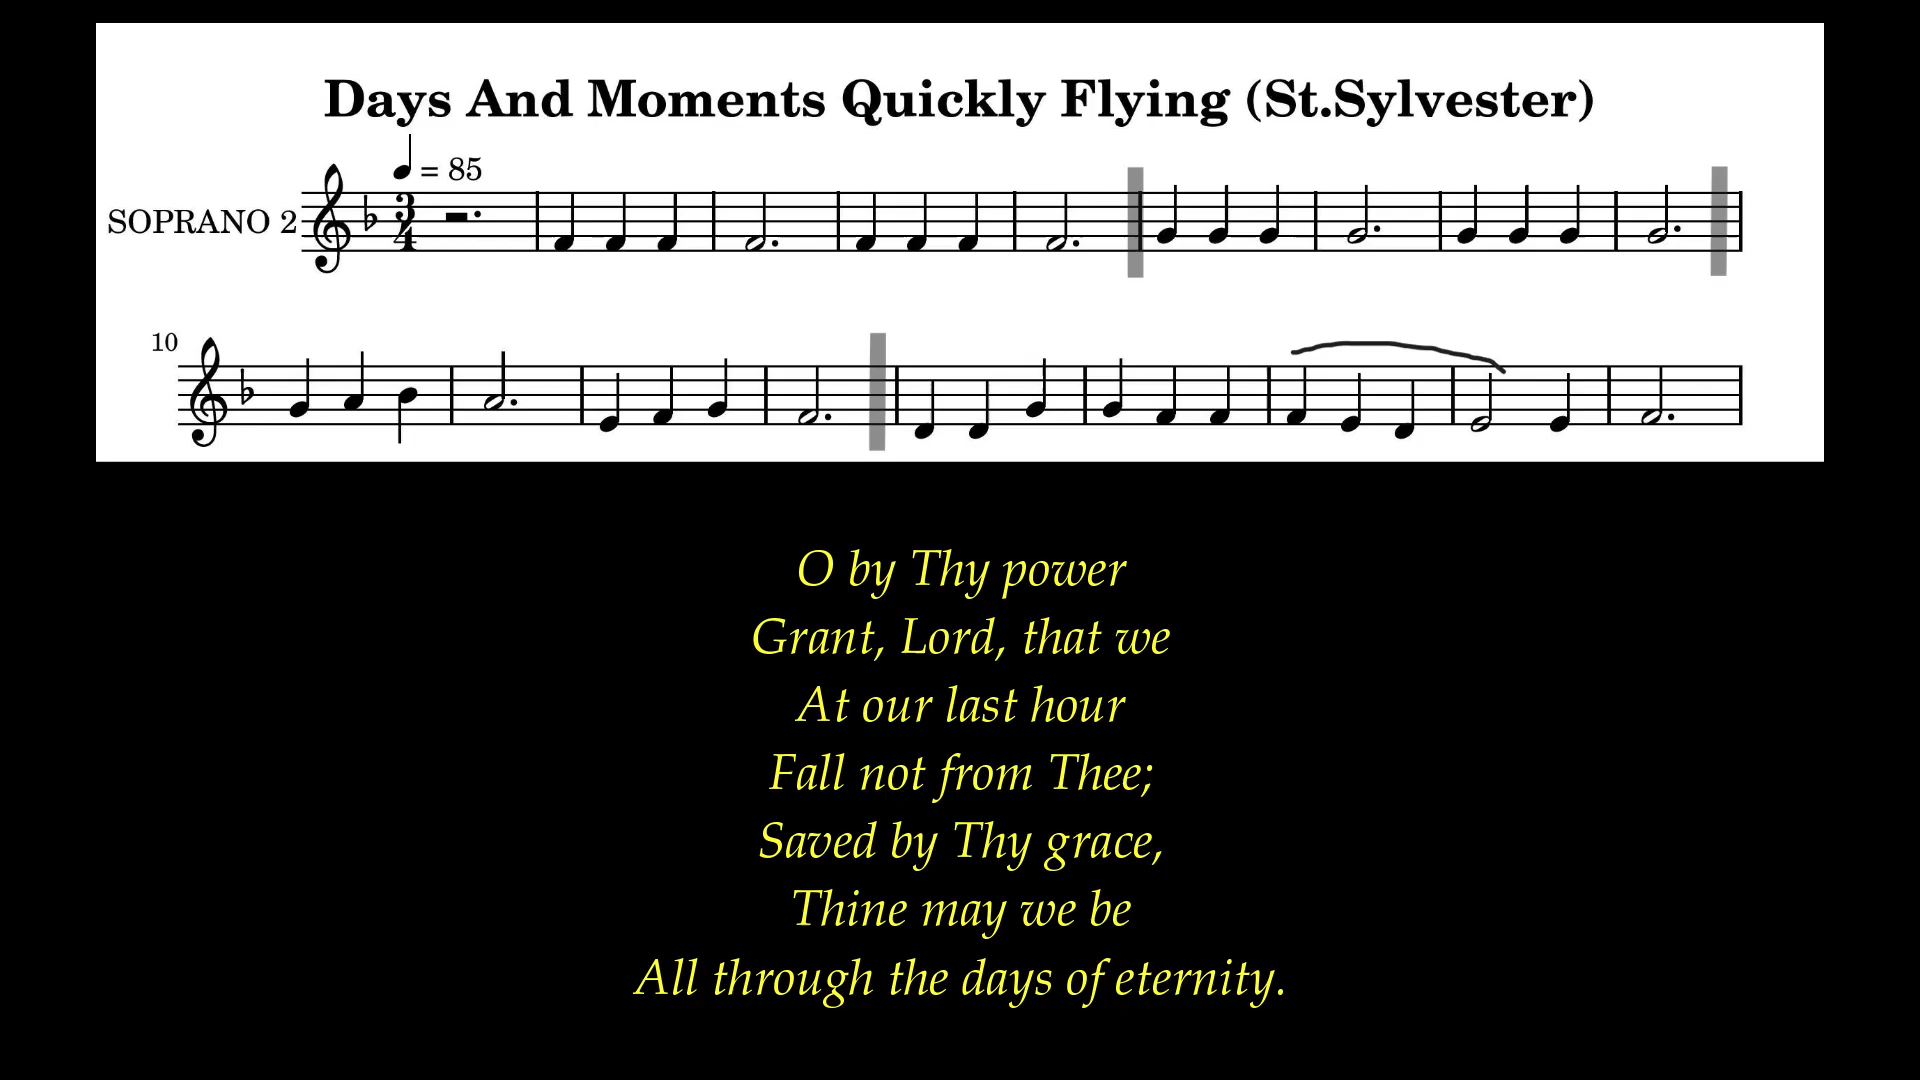 Days And Moments Quickly Flying (St.Sylvester)
= 85
SOPRANO 2
3
4
10
O by Thy power
Grant, Lord, that we
At our last hour
Fall not from Thee;
Saved by Thy grace,
Thine may we be
All through the days of eternity.